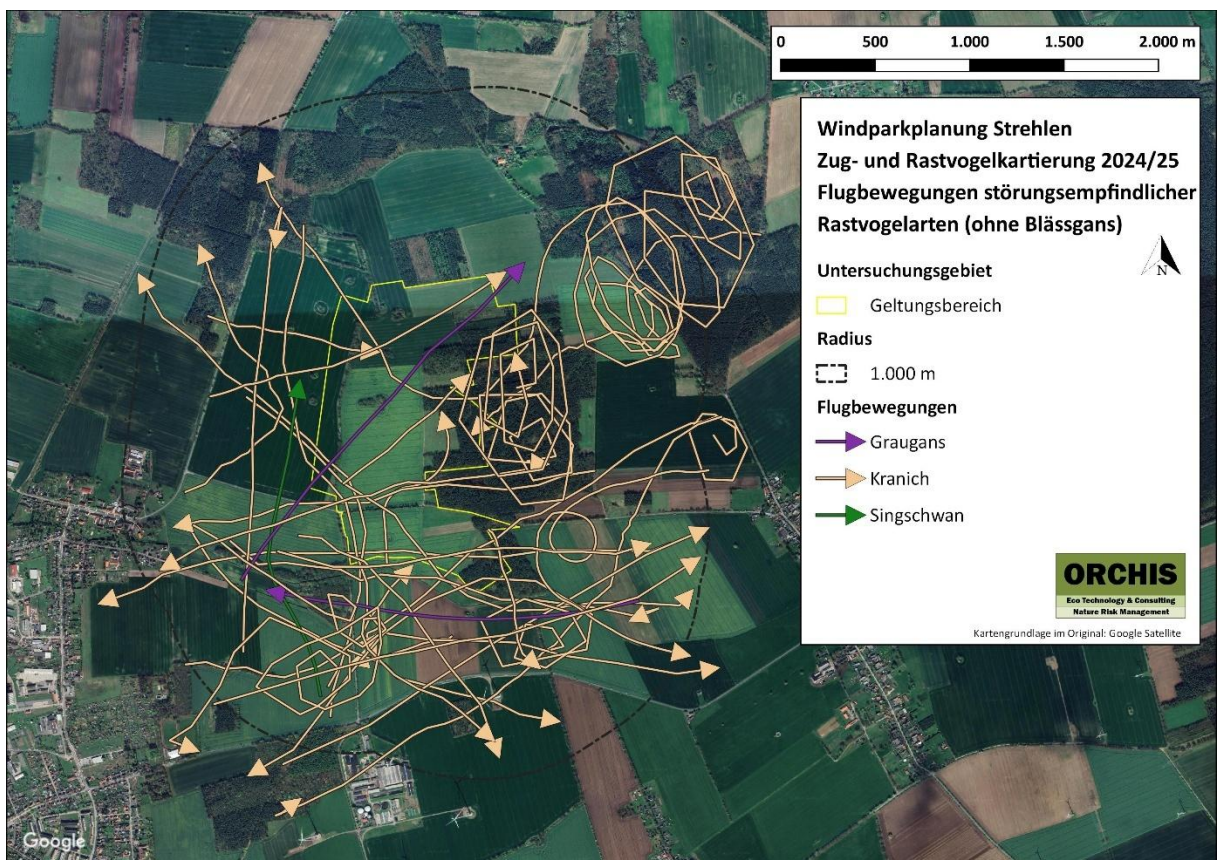 0 500 1.000 1.500 2.000 m
Windparkplanung Strehlen
Zug- und Rastvogelkartierung 2024/25
Flugbewegungen störungsempfindlicher
Rastvogelarten (ohne Blässgans)
N
Untersuchungsgebiet
Geltungsbereich
Radius
1.000 m
Flugbewegungen
Graugans
Kranich
Singschwan
ORCHIS
Eco Technology & Consulting
Nature Risk Management
Kartengrundlage im Original: Google Satellite
Google